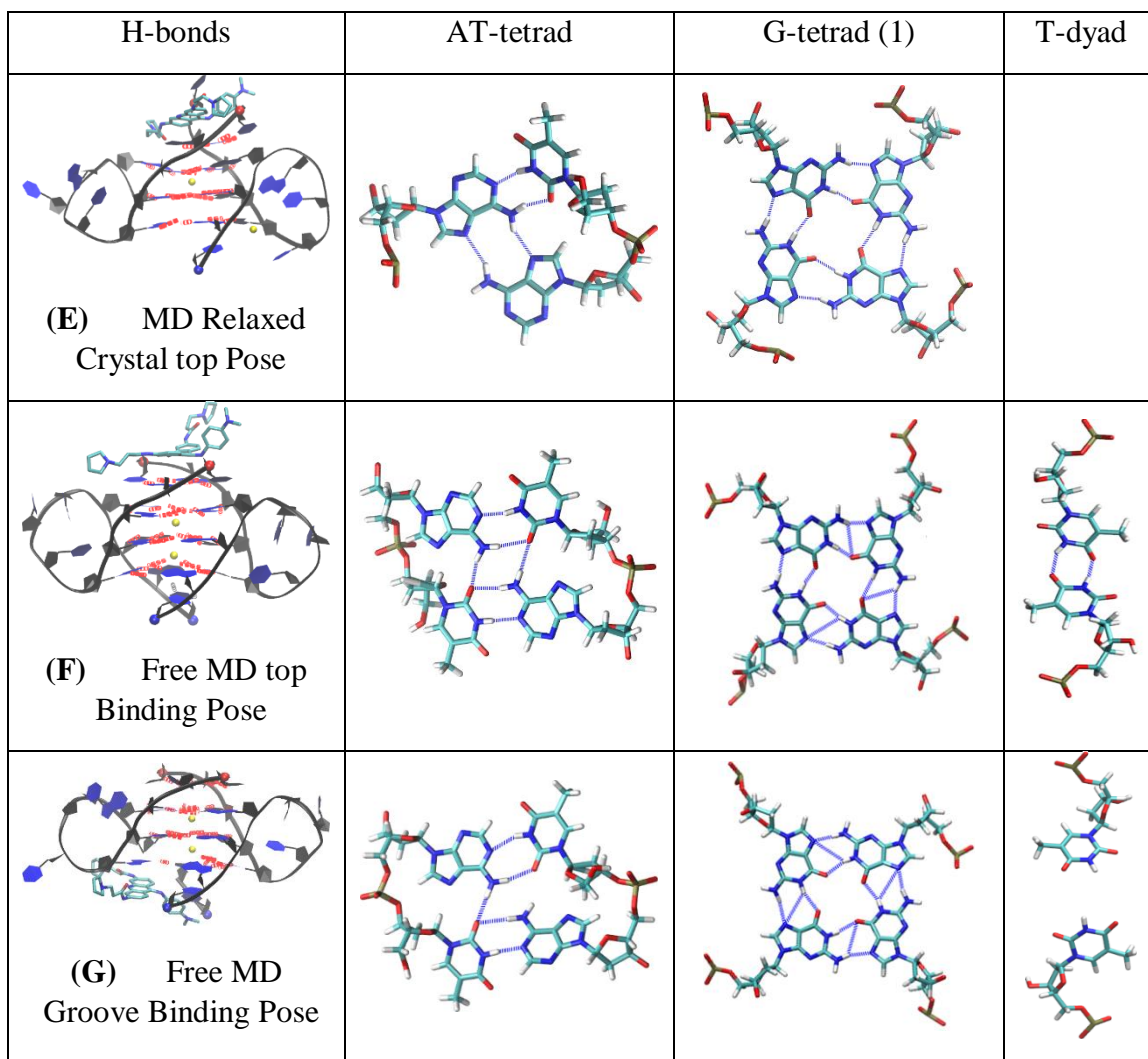 H-bonds
AT-tetrad
G-tetrad (1)
T-dyad
(E) MD Relaxed
Crystal top Pose
(F) Free MD top
Binding Pose
(G) Free MD
Groove Binding Pose